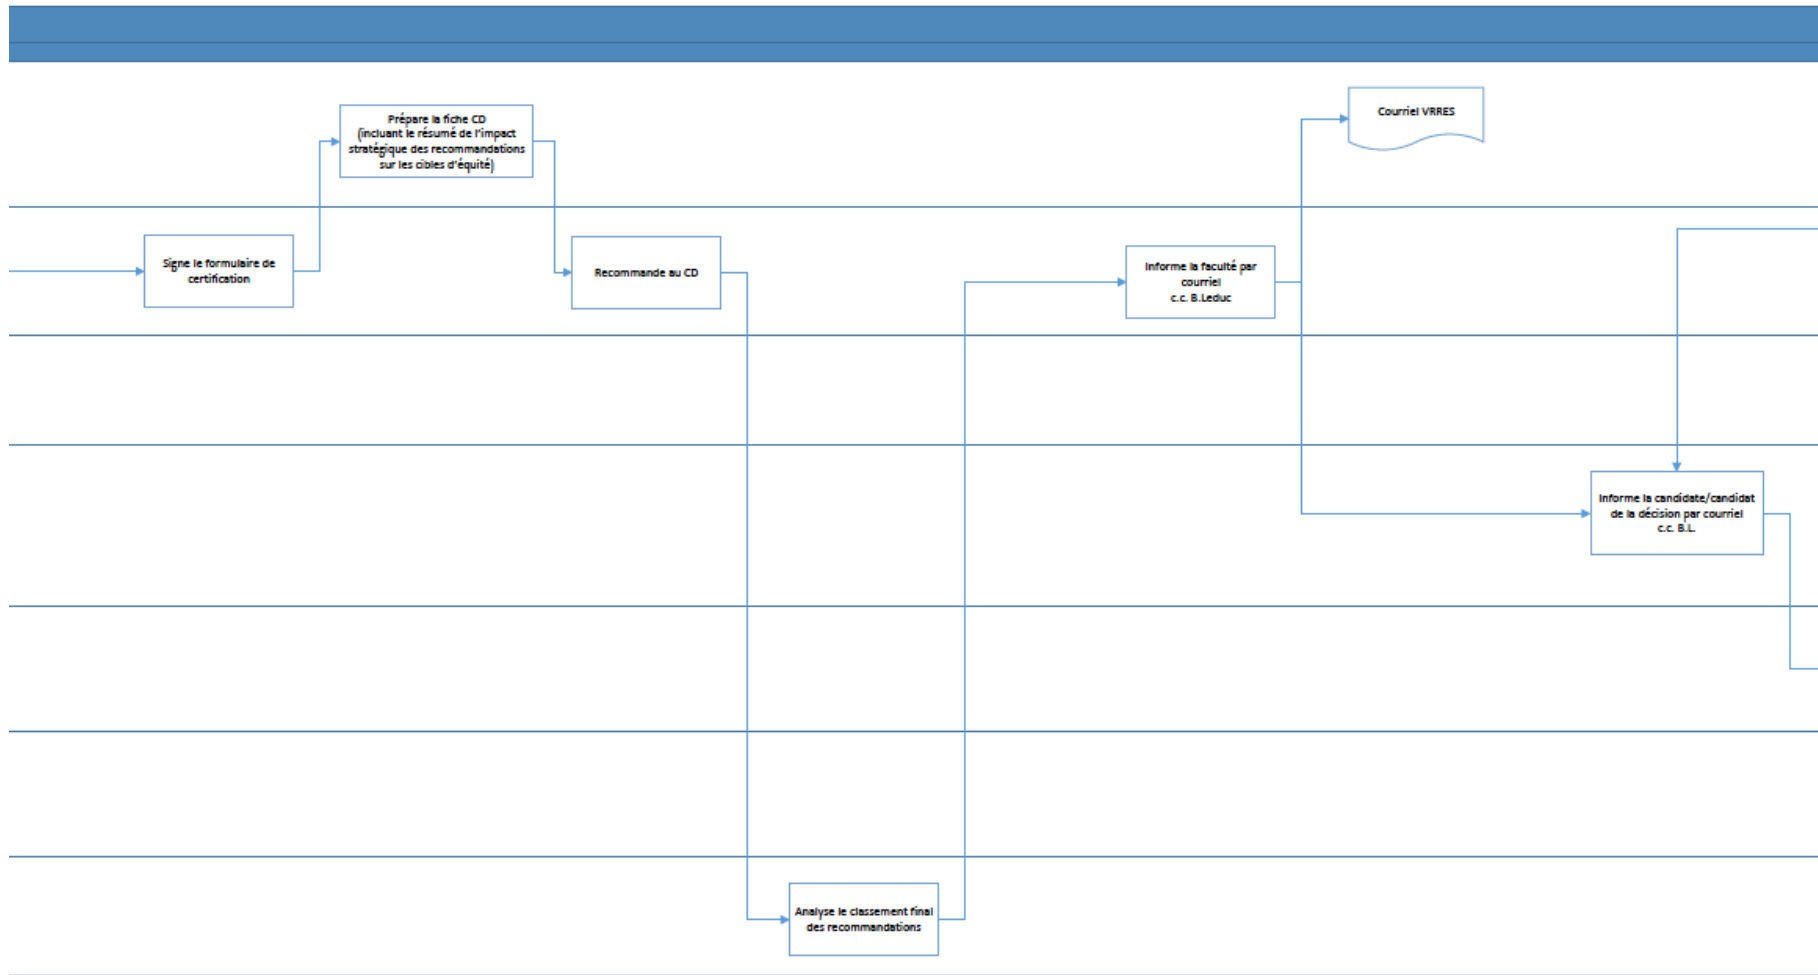 Prépare la fiche CD
(incluant le résumé de l'impact
stratégique des recommandations
sur les cibles d'équité)
Courriel VRRES
Signe le formulaire de
certification
Recommande au CD
Informe la faculté par
courriel
c.c. B.Leduc
Informe la candidate/candidat
de la décision par courriel
c.c. B.L.
Analyse le classement final
des recommandations